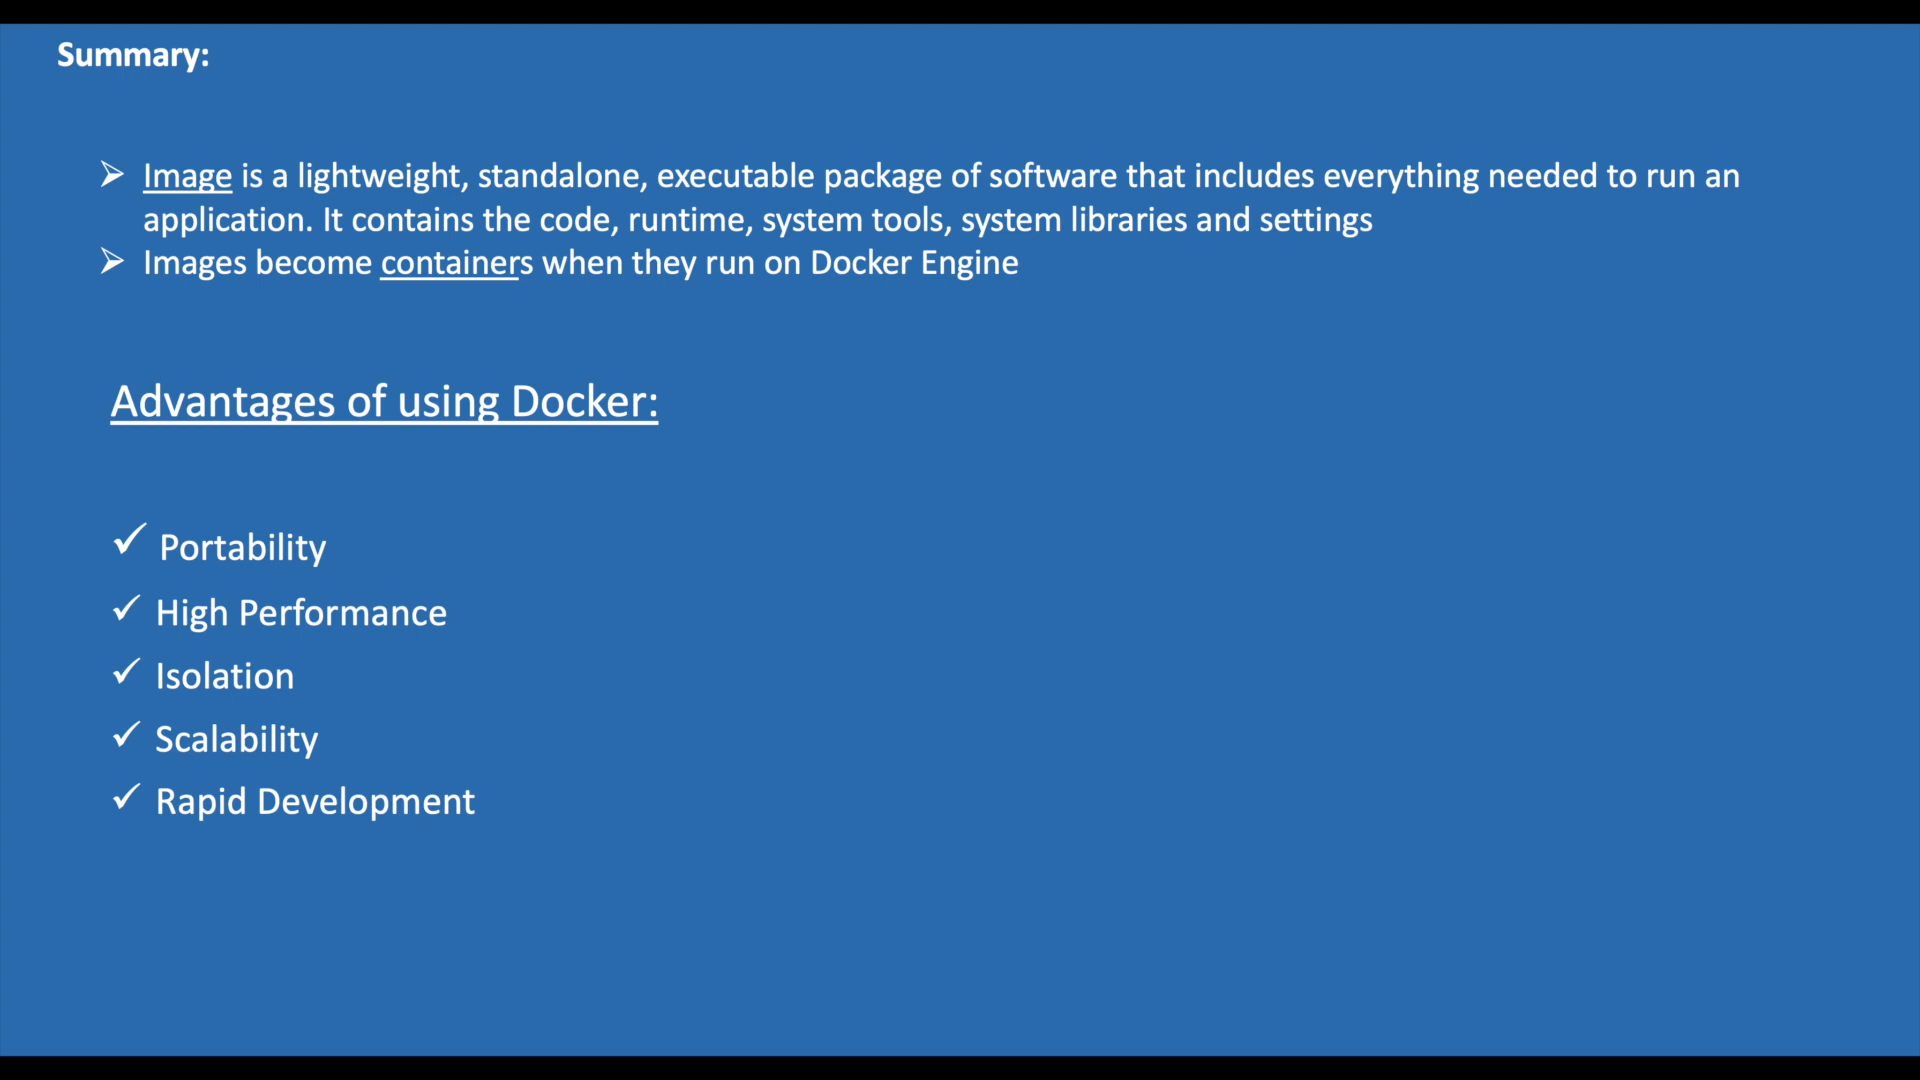 Summary:
➢ Image is a lightweight, standalone, executable package of software that includes everything needed to run an
application. It contains the code, runtime, system tools, system libraries and settings
➢ Images become containers when they run on Docker Engine
Advantages of using Docker:
✓ Portability
✓ High Performance
✓ Isolation
✓ Scalability
✓ Rapid Development